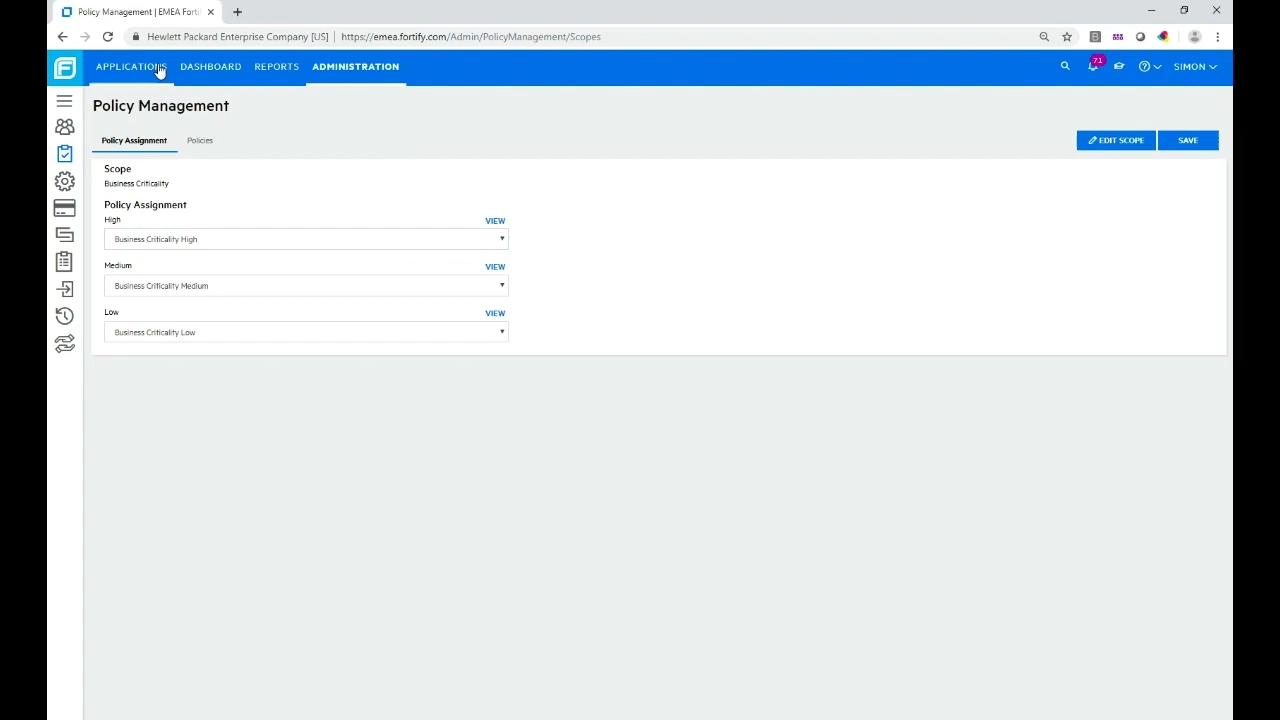 Policy Management | EMEA Forti
Hewlett Packard Enterprise Company [US] | https://emea.fortify.com/Admin/PolicyManagement/Scopes
APPLICATIONS DASHBOARD REPORTS ADMINISTRATION 71 SIMON
Policy Management
Policy Assignment Policies EDIT SCOPE SAVE
Scope
Business Criticality
Policy Assignment
High VIEW
Business Criticality High
Medium VIEW
Business Criticality Medium
Low VIEW
Business Criticality Low